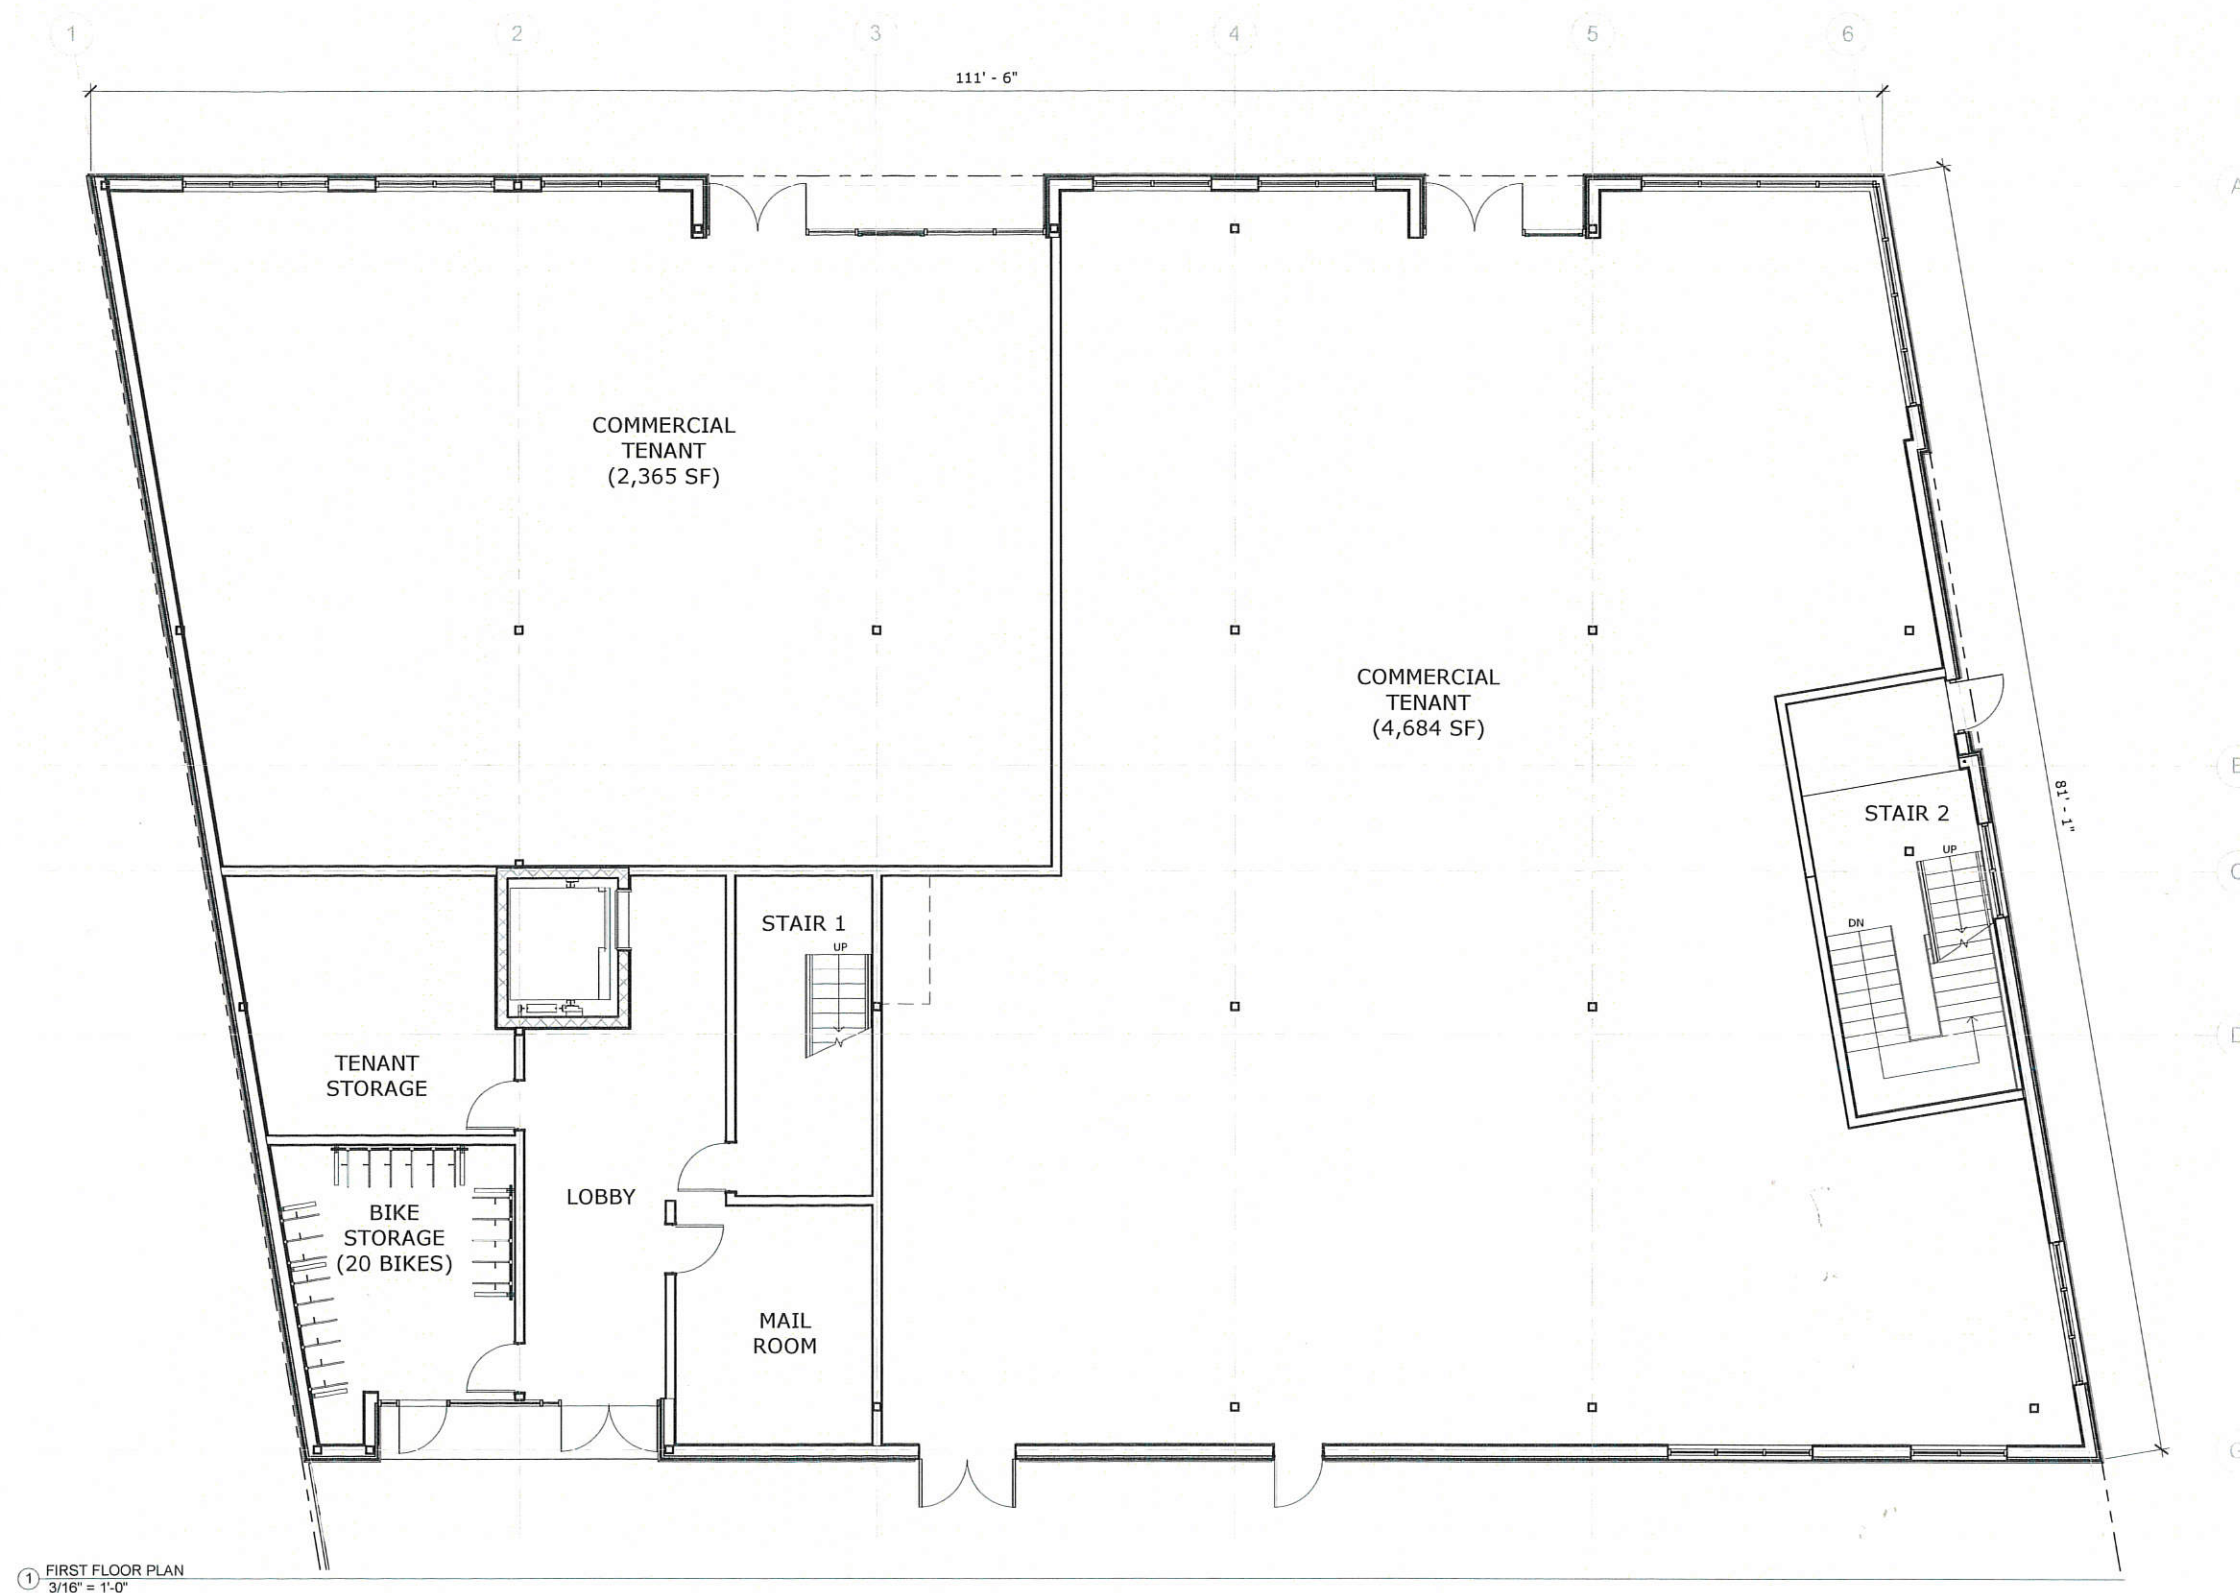 1 2 3 4 5 6
111' - 6"
A
COMMERCIAL
TENANT
(2,365 SF)
COMMERCIAL
TENANT
(4,684 SF)
81' - 1"
STAIR 2
UP
DN
STAIR 1
UP
TENANT
STORAGE
LOBBY
BIKE
STORAGE
(20 BIKES)
MAIL
ROOM
1 FIRST FLOOR PLAN
3/16" = 1'-0"